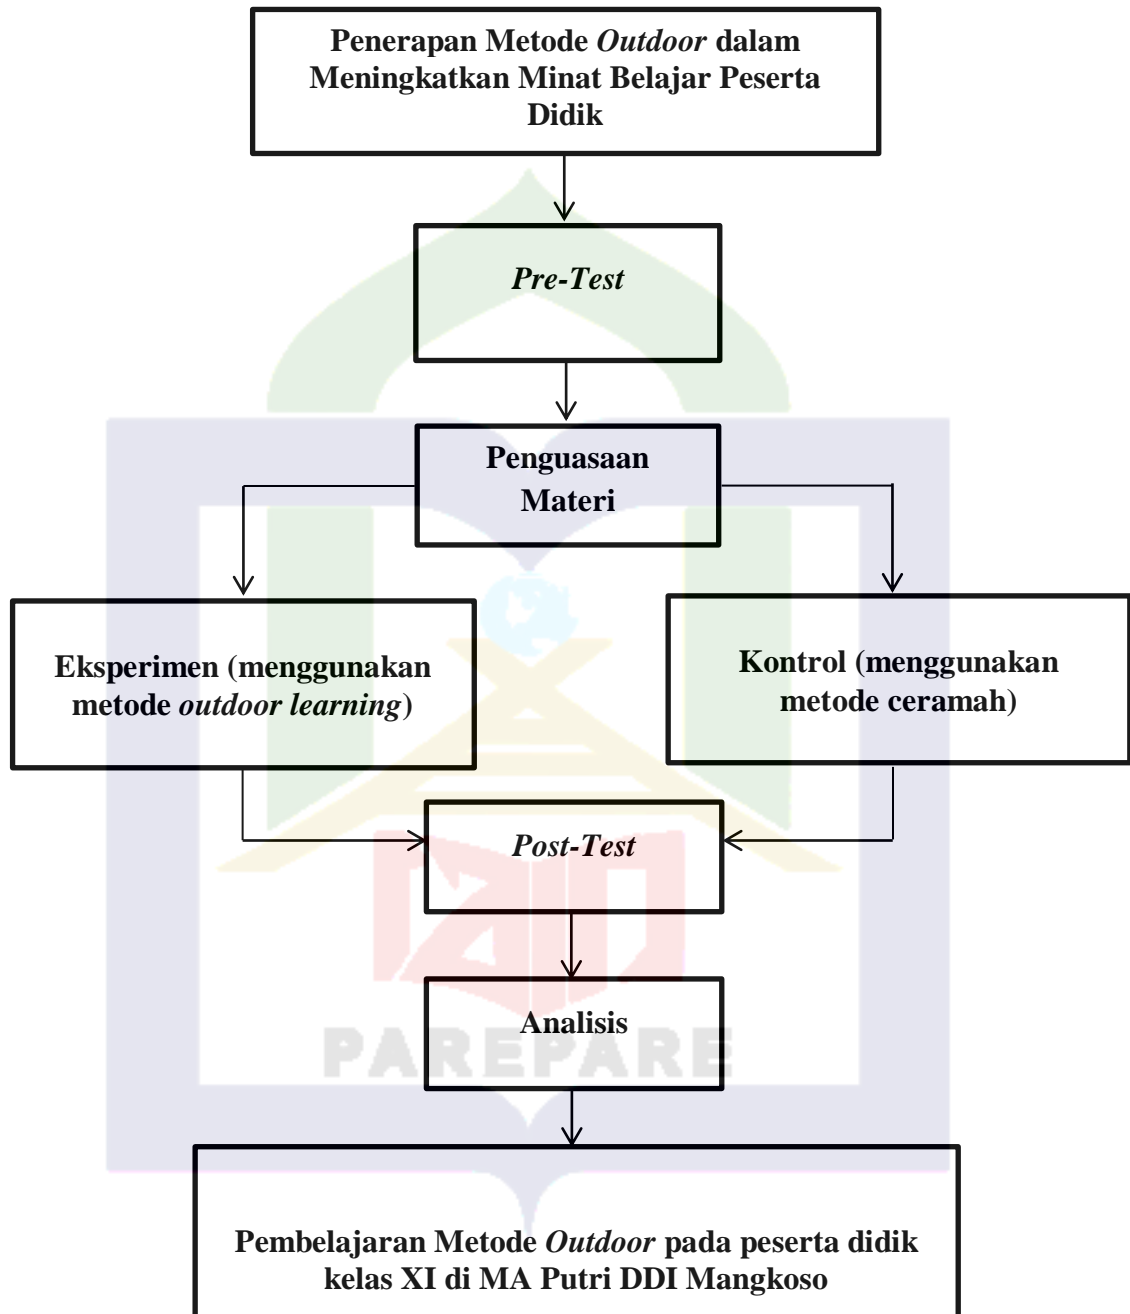 Penerapan Metode Outdoor dalam
Meningkatkan Minat Belajar Peserta
Didik
Pre-Test
Penguasaan
Materi
Eksperimen (menggunakan
metode outdoor learning)
Kontrol (menggunakan
metode ceramah)
Post-Test
Analisis
PAREPARE
Pembelajaran Metode Outdoor pada peserta didik
kelas XI di MA Putri DDI Mangkoso